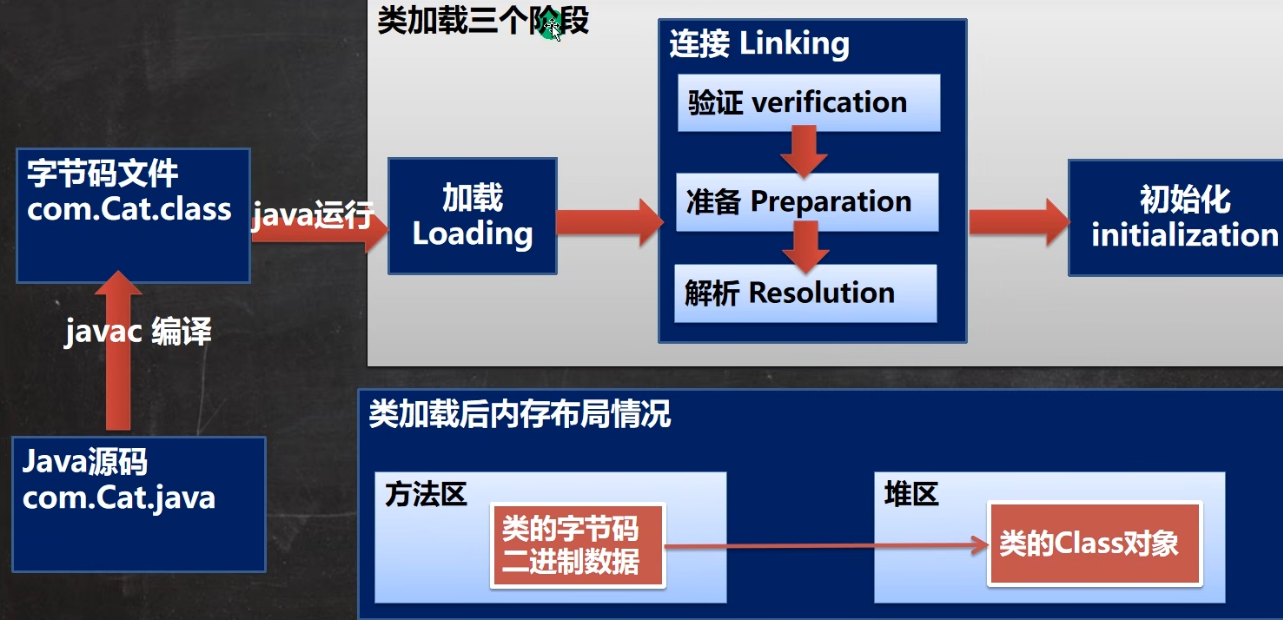 类加载三个阶段
连接 Linking
验证 verification
字节码文件
com.Cat.class
java运行
加载
Loading
准备 Preparation
初始化
initialization
解析 Resolution
javac 编译
类加载后内存布局情况
Java源码
com.Cat.java
方法区
类的字节码
二进制数据
堆区
类的Class对象